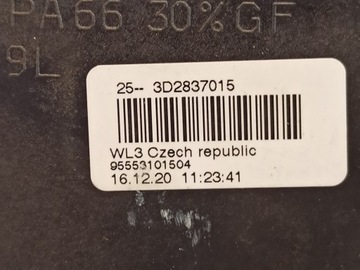 PA66 30%GF
9L
25-- 3D2837015
WL3 Czech republic
95553101504
16.12.20 11:23:41